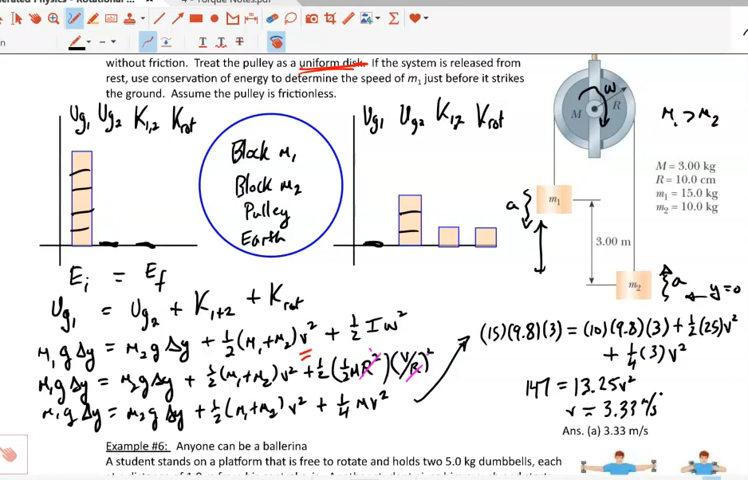 without friction. Treat the pulley as a uniform disk. If the system is released from
rest, use conservation of energy to determine the speed of m₁ just before it strikes
the ground. Assume the pulley is frictionless.
Ug₁ Ug₂ K₁,₂ Krot
Block M₁
Block M₂
Pulley
Earth
Ug₁ Ug₂ K₁,₂ Krot
ω
M
R
M₁ > M₂
M = 3.00 kg
R = 10.0 cm
m₁ = 15.0 kg
m₂ = 10.0 kg
a
m₁
3.00 m
m₂
a
y=0
Ei = Ef
Ug₁ = Ug₂ + K₁+₂ + Krot
M₁gΔy = M₂gΔy + ½(M₁+M₂)v² + ½Iω²
M₁gΔy = M₂gΔy + ½(M₁+M₂)v² + ½(½MR²)(v/R)²
M₁gΔy = M₂gΔy + ½(M₁+M₂)v² + ¼Mv²
(15)(9.8)(3) = (10)(9.8)(3) + ½(25)v²
+ ¼(3)v²
147 = 13.25v²
v = 3.33 m/s
Ans. (a) 3.33 m/s
Example #6: Anyone can be a ballerina
A student stands on a platform that is free to rotate and holds two 5.0 kg dumbbells, each